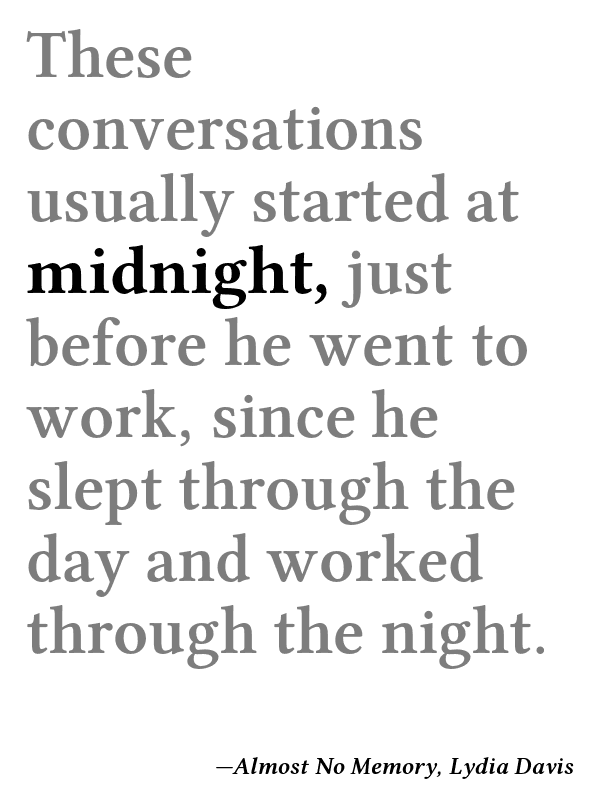 These
conversations
usually started at
midnight, just
before he went to
work, since he
slept through the
day and worked
through the night.
—Almost No Memory, Lydia Davis